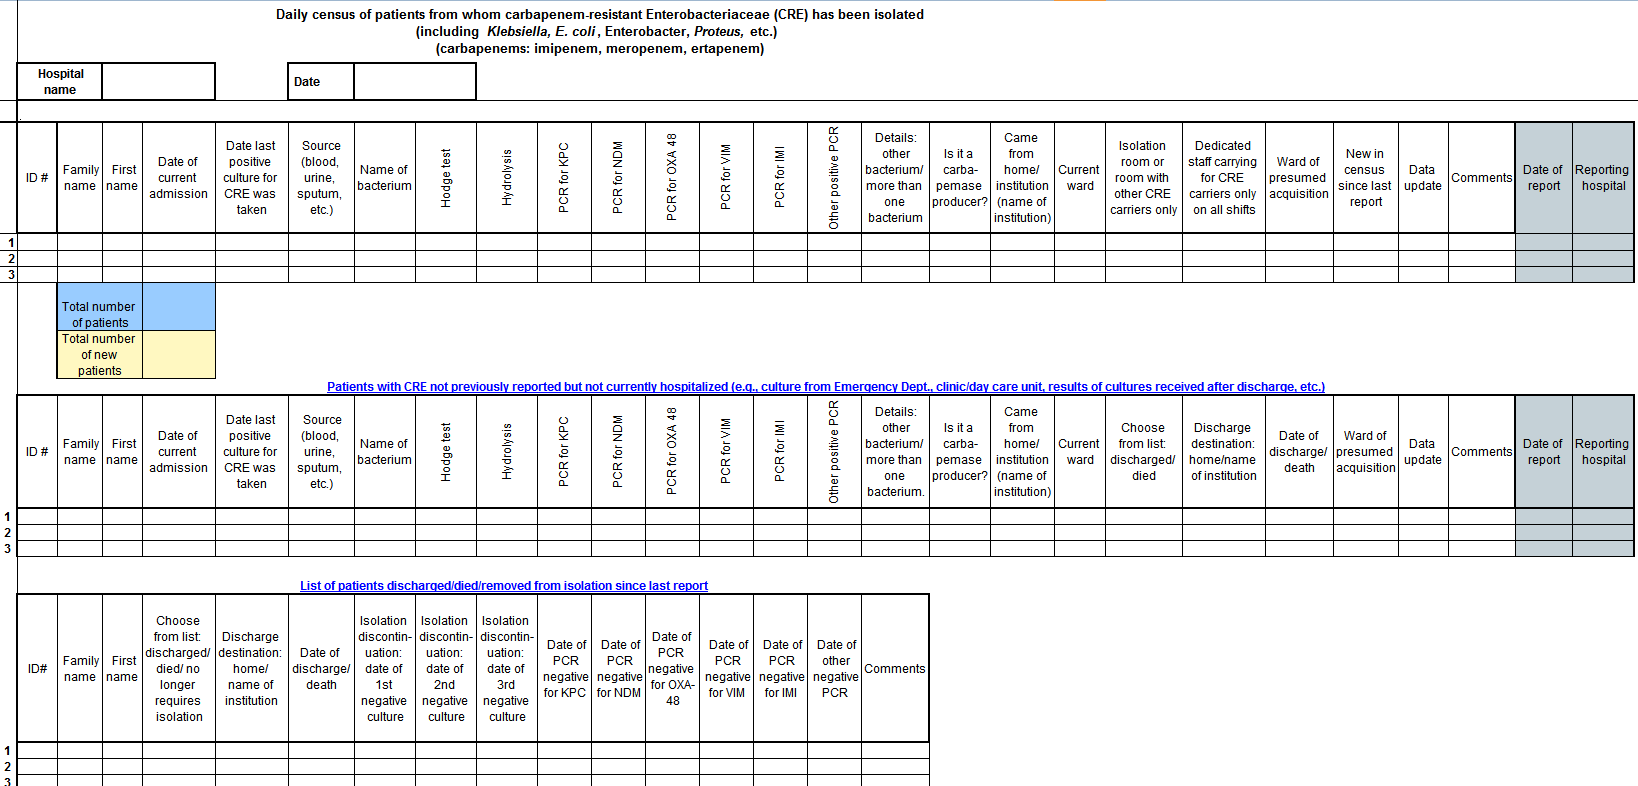 Daily census of patients from whom carbapenem-resistant Enterobacteriaceae (CRE) has been isolated
(including Klebsiella, E. coli, Enterobacter, Proteus, etc.)
(carbapenems: imipenem, meropenem, ertapenem)
Hospital
name
Date
ID #
Family
name
First
name
Date of
current
admission
Date last
positive
culture for
CRE was
taken
Source
(blood,
urine,
sputum,
etc.)
Name of
bacterium
Hodge test
Hydrolysis
PCR for KPC
PCR for NDM
PCR for OXA 48
PCR for VIM
PCR for IMI
Other positive PCR
Details:
other
bacterium/
more than
one
bacterium
Is it a
carba-
pemase
producer?
Came
from
home/
institution
(name of
institution)
Current
ward
Isolation
room or
room with
other CRE
carriers only
Dedicated
staff carrying
for CRE
carriers only
on all shifts
Ward of
presumed
acquisition
New in
census
since last
report
Data
update
Comments
Date of
report
Reporting
hospital
1
2
3
Total number
of patients
Total number
of new
patients
Patients with CRE not previously reported but not currently hospitalized (e.g., culture from Emergency Dept., clinic/day care unit, results of cultures received after discharge, etc.)
ID #
Family
name
First
name
Date of
current
admission
Date last
positive
culture for
CRE was
taken
Source
(blood,
urine,
sputum,
etc.)
Name of
bacterium
Hodge test
Hydrolysis
PCR for KPC
PCR for NDM
PCR for OXA 48
PCR for VIM
PCR for IMI
Other positive PCR
Details:
other
bacterium/
more than
one
bacterium.
Is it a
carba-
pemase
producer?
Came
from
home/
institution
(name of
institution)
Current
ward
Choose
from list:
discharged/
died
Discharge
destination:
home/name
of institution
Date of
discharge/
death
Ward of
presumed
acquisition
Data
update
Comments
Date of
report
Reporting
hospital
1
2
3
List of patients discharged/died/removed from isolation since last report
ID#
Family
name
First
name
Choose
from list:
discharged/
died/ no
longer
requires
isolation
Discharge
destination:
home/
name of
institution
Date of
discharge/
death
Isolation
discontin-
uation:
date of
1st
negative
culture
Isolation
discontin-
uation:
date of
2nd
negative
culture
Isolation
discontin-
uation:
date of
3rd
negative
culture
Date of
PCR
negative
for KPC
Date of
PCR
negative
for NDM
Date of
PCR
negative
for OXA-
48
Date of
PCR
negative
for VIM
Date of
PCR
negative
for IMI
Date of
other
negative
PCR
Comments
1
2
3